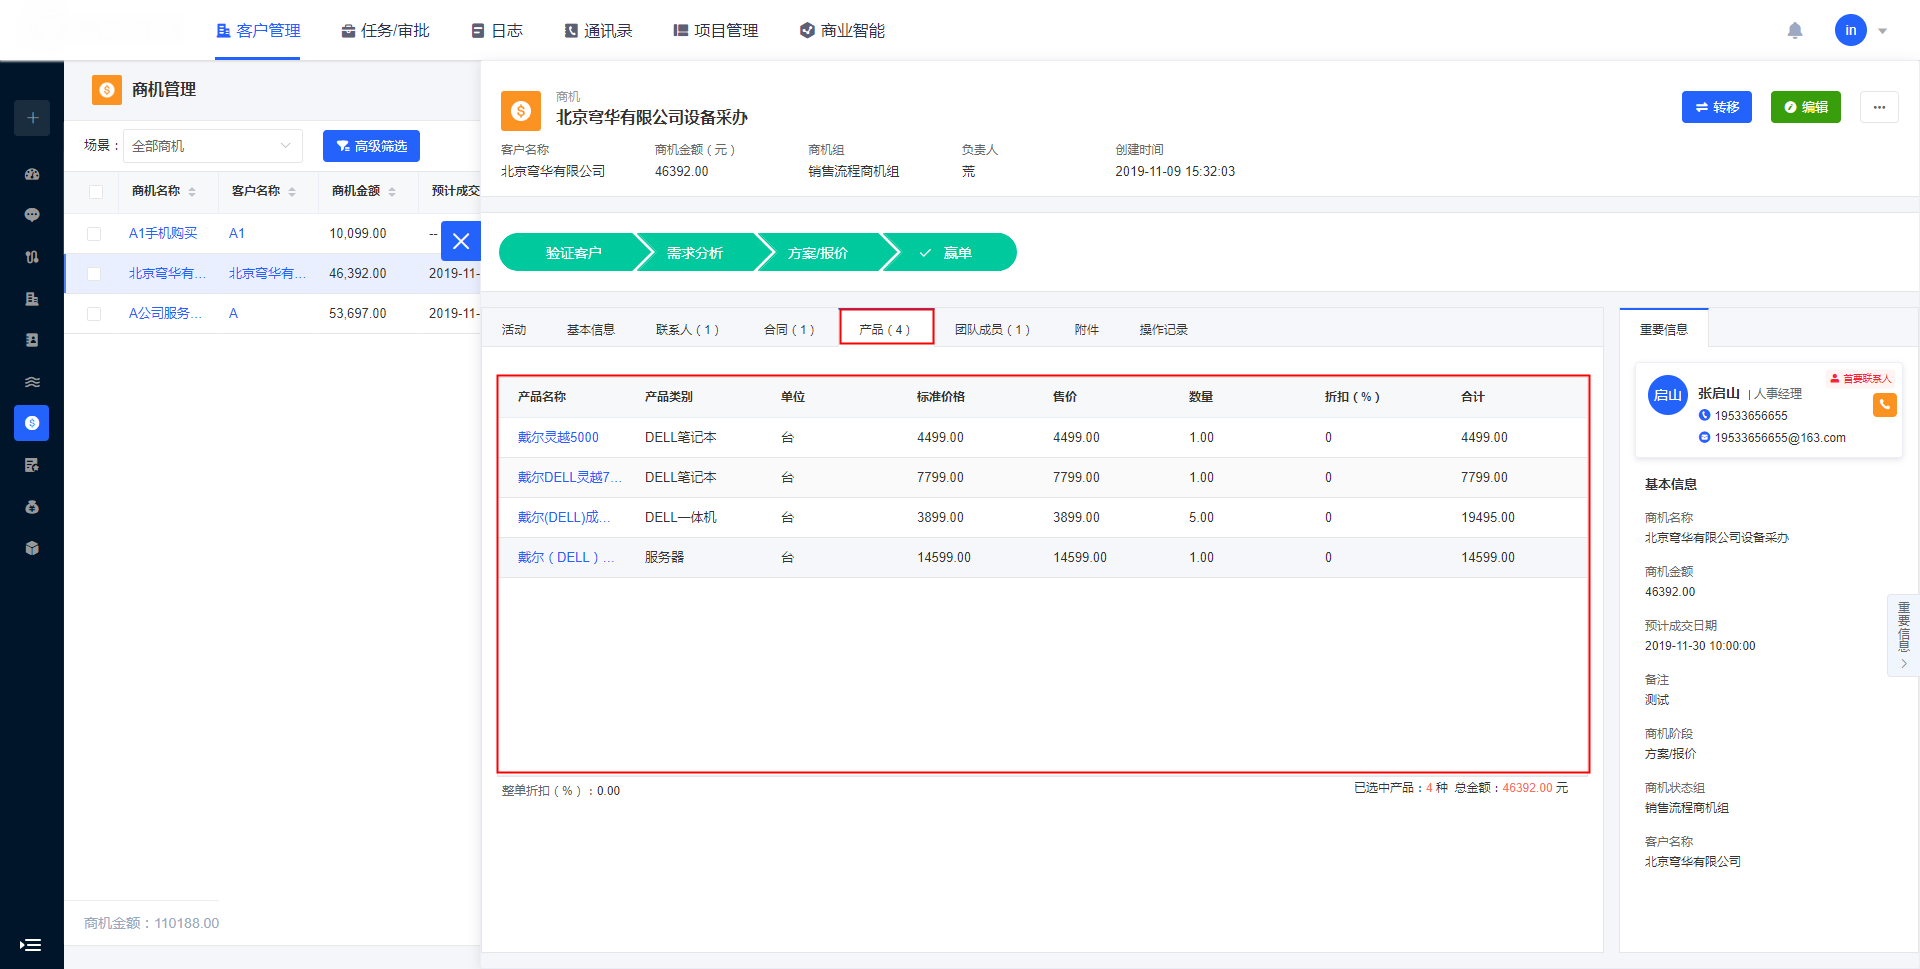 客户管理
任务/审批
日志
通讯录
项目管理
商业智能
in
商机管理
场景：
全部商机
高级筛选
商机名称
客户名称
商机金额
预计成交
A1手机购买
A1
10,099.00
--
北京穹华有...
北京穹华有...
46,392.00
2019-11-
A公司服务...
A
53,697.00
2019-11-
商机金额：110188.00
商机
北京穹华有限公司设备采办
转移
编辑
客户名称
商机金额（元）
商机组
负责人
创建时间
北京穹华有限公司
46392.00
销售流程商机组
荒
2019-11-09 15:32:03
验证客户
需求分析
方案/报价
赢单
活动
基本信息
联系人（1）
合同（1）
产品（4）
团队成员（1）
附件
操作记录
产品名称
产品类别
单位
标准价格
售价
数量
折扣（%）
合计
戴尔灵越5000
DELL笔记本
台
4499.00
4499.00
1.00
0
4499.00
戴尔DELL灵越7...
DELL笔记本
台
7799.00
7799.00
1.00
0
7799.00
戴尔(DELL)成...
DELL一体机
台
3899.00
3899.00
5.00
0
19495.00
戴尔（DELL）...
服务器
台
14599.00
14599.00
1.00
0
14599.00
整单折扣（%）：0.00
已选中产品：4 种 总金额：46392.00 元
重要信息
首要联系人
启山
张启山 | 人事经理
19533656655
19533656655@163.com
基本信息
商机名称
北京穹华有限公司设备采办
商机金额
46392.00
预计成交日期
2019-11-30 10:00:00
备注
测试
商机阶段
方案/报价
商机状态组
销售流程商机组
客户名称
北京穹华有限公司
重要信息